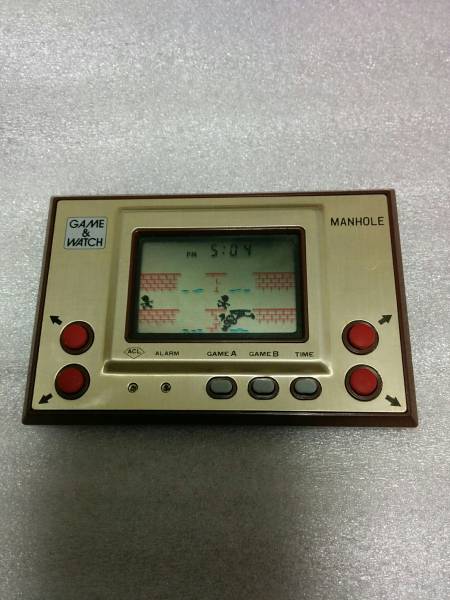 GAME
&
WATCH
MANHOLE
PM 5:04
ACL ALARM GAME A GAME B TIME